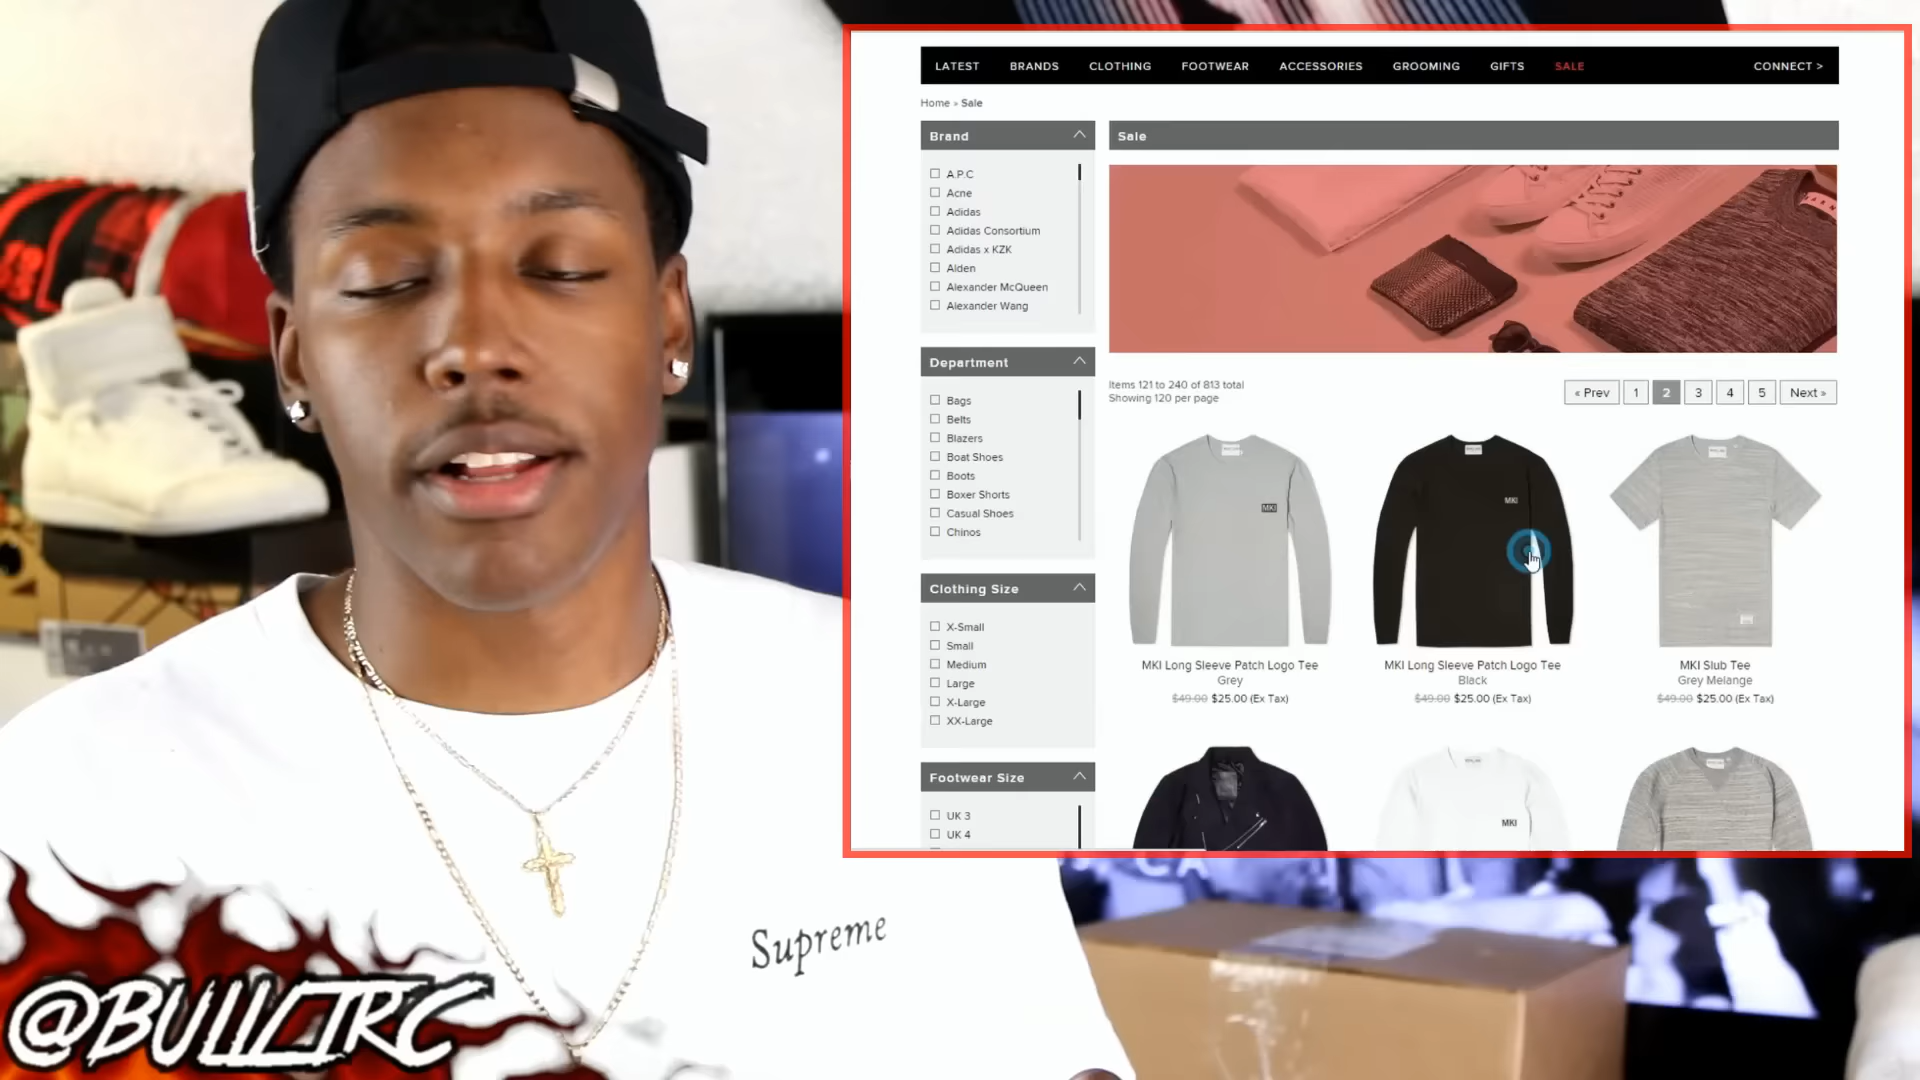 LATEST BRANDS CLOTHING FOOTWEAR ACCESSORIES GROOMING GIFTS SALE CONNECT >
Home » Sale
Brand
A.P.C
Acne
Adidas
Adidas Consortium
Adidas x KZK
Alden
Alexander McQueen
Alexander Wang
Department
Bags
Belts
Blazers
Boat Shoes
Boots
Boxer Shorts
Casual Shoes
Chinos
Clothing Size
X-Small
Small
Medium
Large
X-Large
XX-Large
Footwear Size
UK 3
UK 4
Sale
Items 121 to 240 of 813 total
Showing 120 per page
« Prev 1 2 3 4 5 Next »
MKI
MKI
MKI Long Sleeve Patch Logo Tee
Grey
$49.00 $25.00 (Ex Tax)
MKI Long Sleeve Patch Logo Tee
Black
$49.00 $25.00 (Ex Tax)
MKI Slub Tee
Grey Melange
$49.00 $25.00 (Ex Tax)
MKI
Supreme